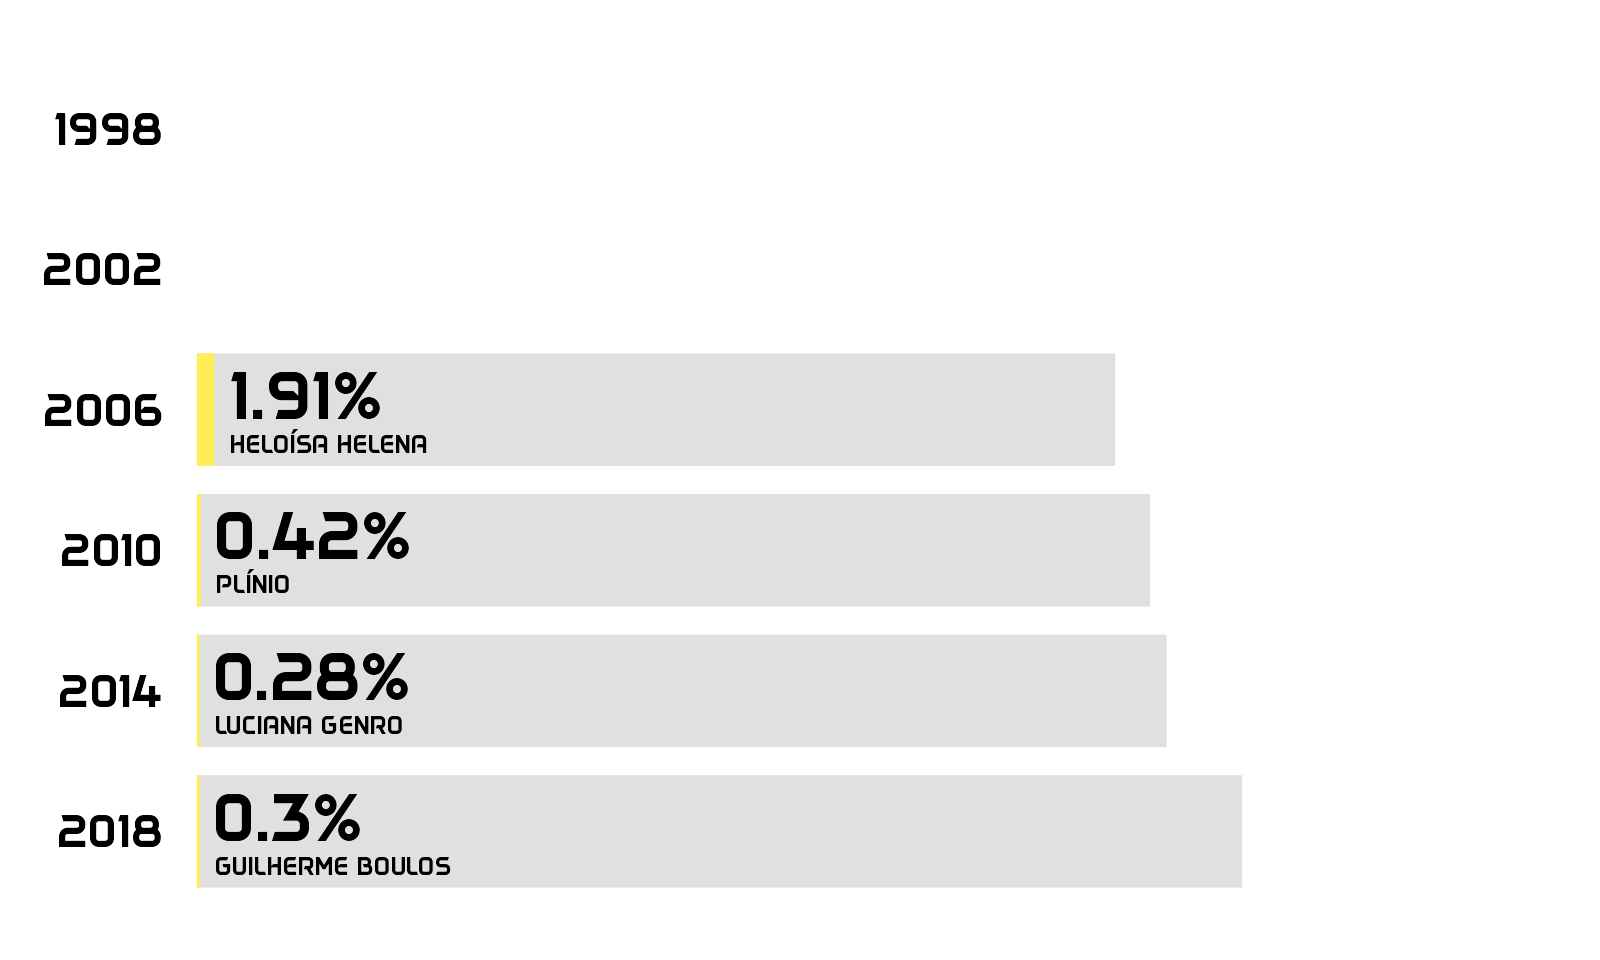 1998
2002
2006
1.91%
HELOÍSA HELENA
2010
0.42%
PLÍNIO
2014
0.28%
LUCIANA GENRO
2018
0.3%
GUILHERME BOULOS